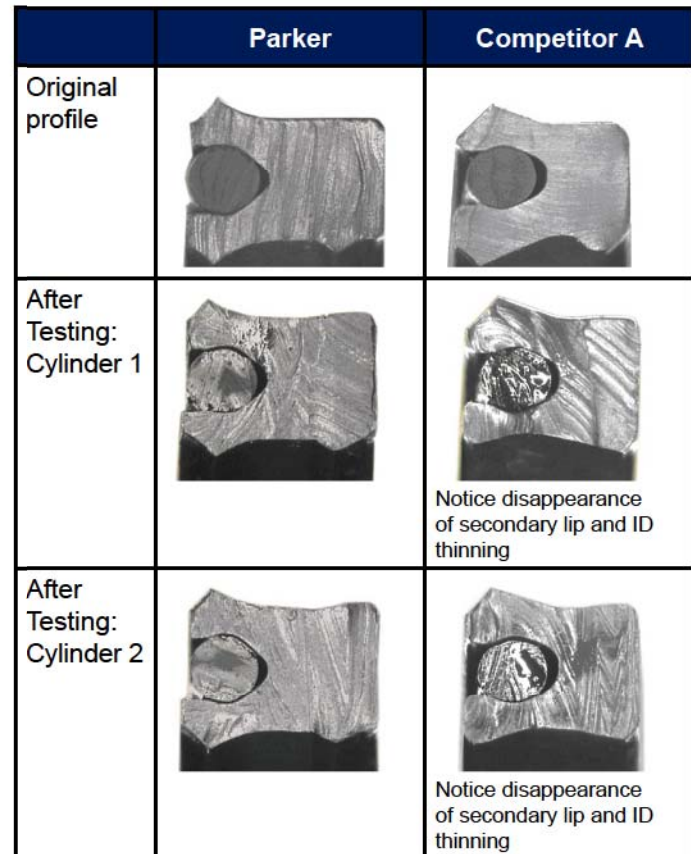 Parker
Competitor A
Original
profile
After
Testing:
Cylinder 1
Notice disappearance
of secondary lip and ID
thinning
After
Testing:
Cylinder 2
Notice disappearance
of secondary lip and ID
thinning